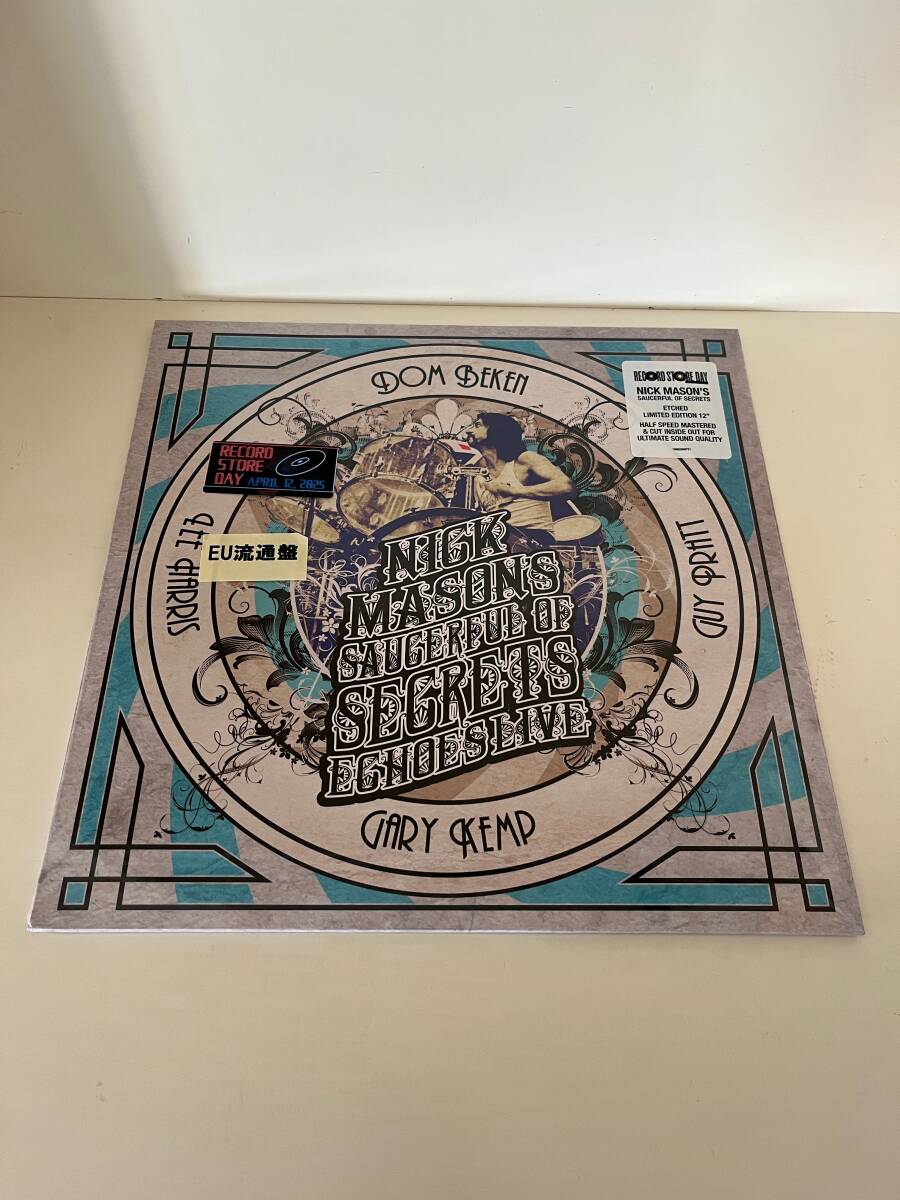 DOM BEKEN
RECORD STORE DAY
NICK MASON'S
SAUCERFUL OF SECRETS
ETCHED
LIMITED EDITION 12"
HALF SPEED MASTERED
& CUT INSIDE OUT FOR
ULTIMATE SOUND QUALITY
RECORD
STORE
DAY APRIL 12, 2025
EU流通盤
LEE HARRIS
GUY PRATT
NICK
MASON'S
SAUCERFUL OF
SECRETS
ECHOES LIVE
GARY KEMP